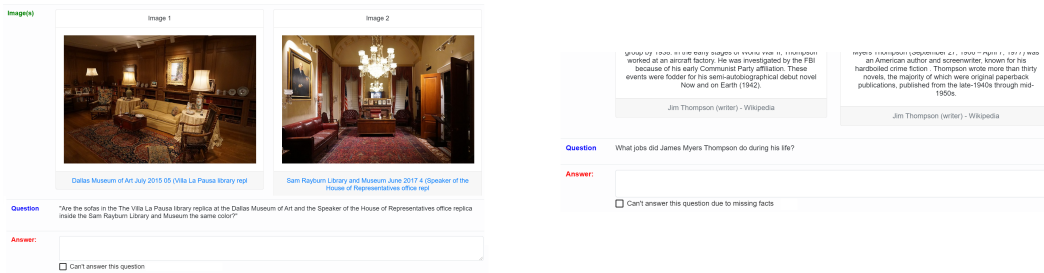 Image(s)
Image 1
Image 2
Dallas Museum of Art July 2015 05 (Villa La Pausa library repl
Sam Rayburn Library and Museum June 2017 4 (Speaker of the
House of Representatives office repl
Question
"Are the sofas in the The Villa La Pausa library replica at the Dallas Museum of Art and the Speaker of the House of Representatives office replica
inside the Sam Rayburn Library and Museum the same color?"
Answer:
Can't answer this question
group by 1938. In the early stages of World War II, Thompson
worked at an aircraft factory. He was investigated by the FBI
because of his early Communist Party affiliation. These
events were fodder for his semi-autobiographical debut novel
Now and on Earth (1942).
Jim Thompson (writer) - Wikipedia
Myers Thompson (September 27, 1906 – April 7, 1977) was
an American author and screenwriter, known for his
hardboiled crime fiction . Thompson wrote more than thirty
novels, the majority of which were original paperback
publications, published from the late-1940s through mid-
1950s.
Jim Thompson (writer) - Wikipedia
Question
What jobs did James Myers Thompson do during his life?
Answer:
Can't answer this question due to missing facts